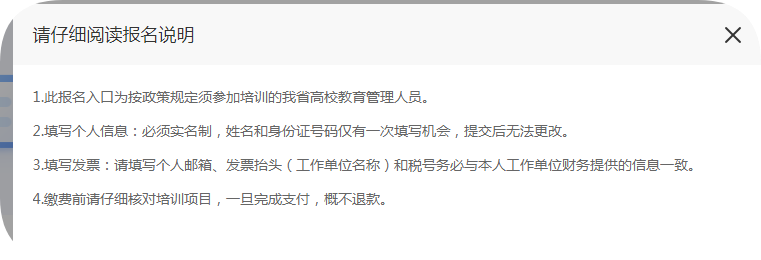 请仔细阅读报名说明
1.此报名入口为按政策规定须参加培训的我省高校教育管理人员。
2.填写个人信息：必须实名制，姓名和身份证号码仅有一次填写机会，提交后无法更改。
3.填写发票：请填写个人邮箱、发票抬头（工作单位名称）和税号务必与本人工作单位财务提供的信息一致。
4.缴费前请仔细核对培训项目，一旦完成支付，概不退款。